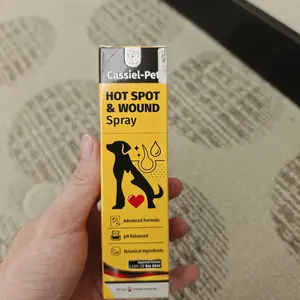 Cassiel-Pet
HOT SPOT
& WOUND
Spray
Advanced Formula
pH Balanced
Botanical Ingredients